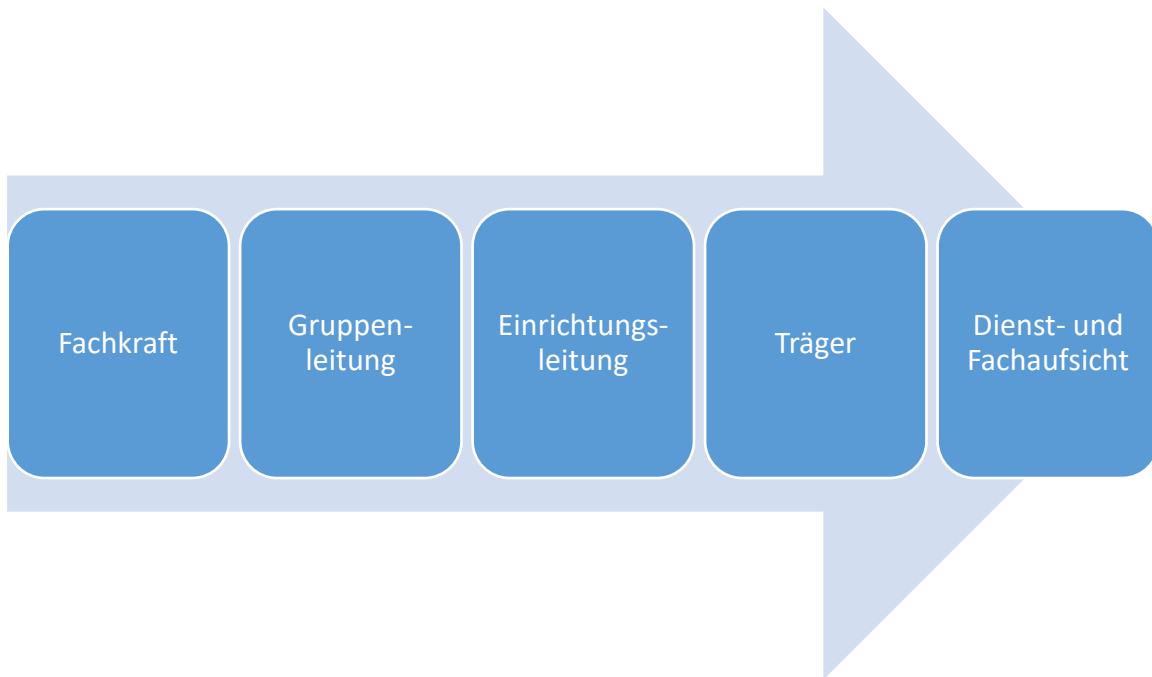 Fachkraft
Gruppen-
leitung
Einrichtungs-
leitung
Träger
Dienst- und
Fachaufsicht